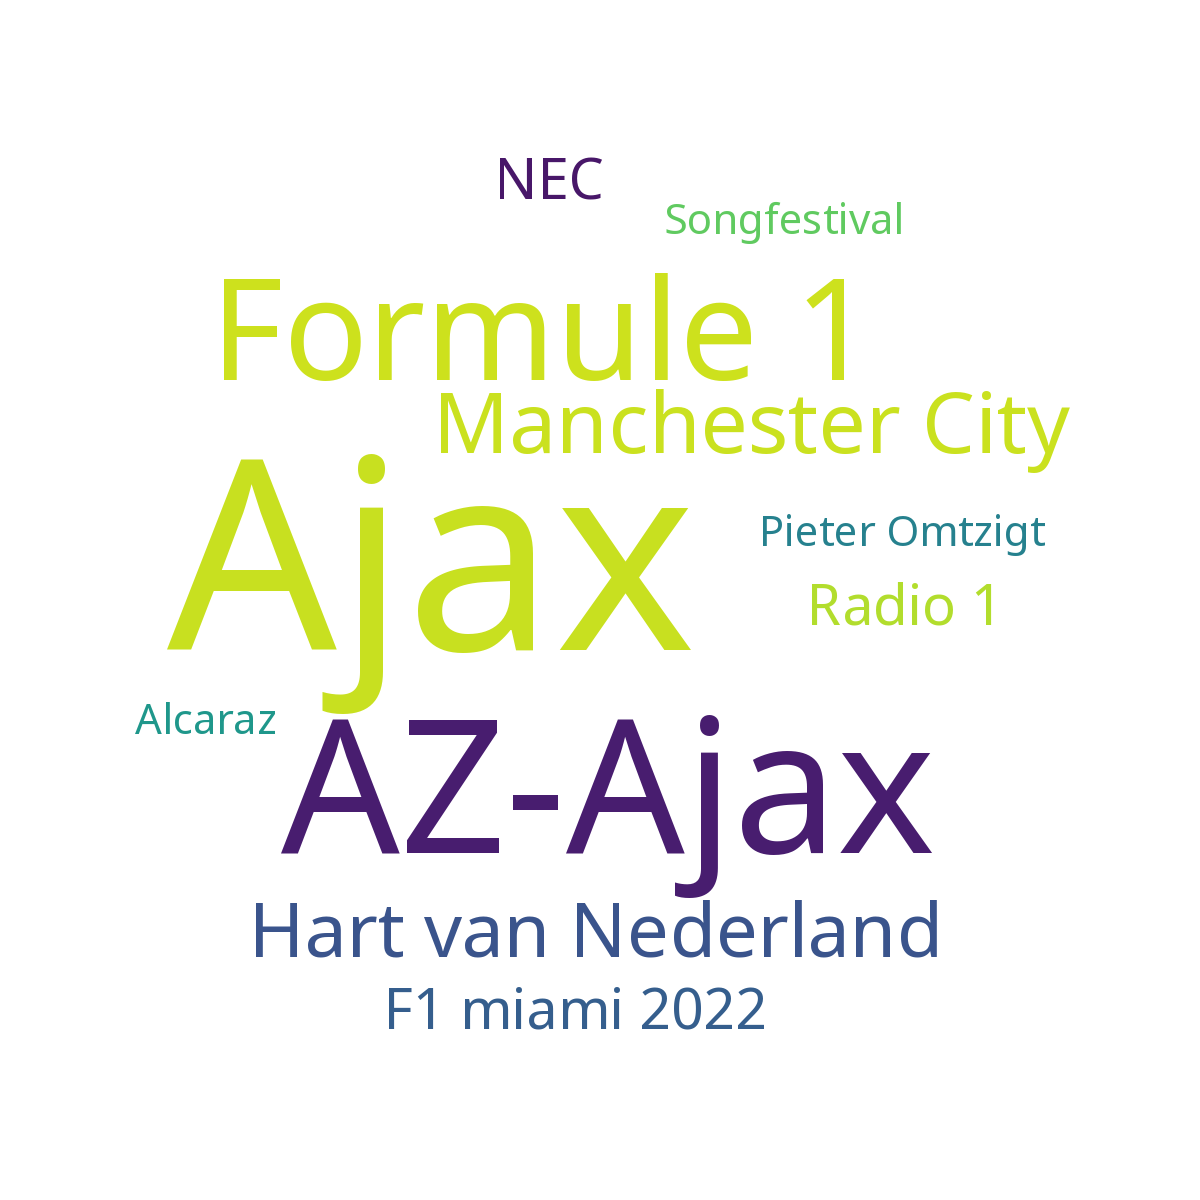 NEC
Songfestival
Formule 1
Manchester City
Ajax
Pieter Omtzigt
Radio 1
Alcaraz
AZ-Ajax
Hart van Nederland
F1 miami 2022